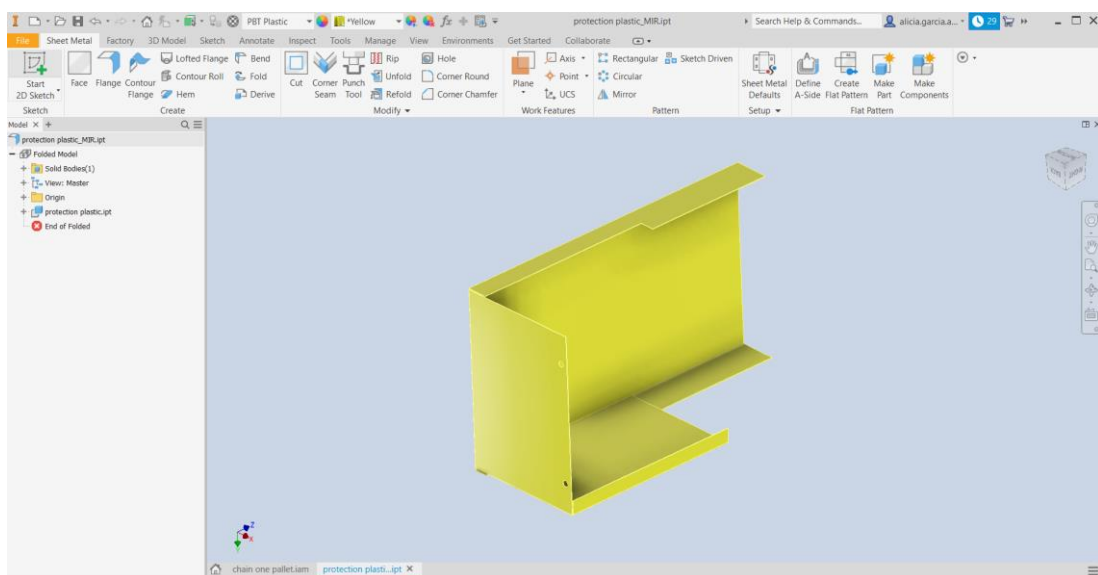 PBT Plastic *Yellow protection plastic_MIR.ipt Search Help & Commands... alicia.garcia.a... 29
File Sheet Metal Factory 3D Model Sketch Annotate Inspect Tools Manage View Environments Get Started Collaborate
Lofted Flange Bend Rip Hole Axis Rectangular Sketch Driven
Start 2D Sketch Face Flange Contour Flange Contour Roll Fold Cut Corner Seam Punch Tool Unfold Corner Round Plane Point Circular Sheet Metal Defaults Define A-Side Create Flat Pattern Make Part Make Components
Hem Derive Refold Corner Chamfer UCS Mirror
Sketch Create Modify Work Features Pattern Setup Flat Pattern
Model
protection plastic_MIR.ipt
Folded Model
Solid Bodies(1)
View: Master
Origin
protection plastic.ipt
End of Folded
Z
X
Y
chain one pallet.iam protection plasti...ipt